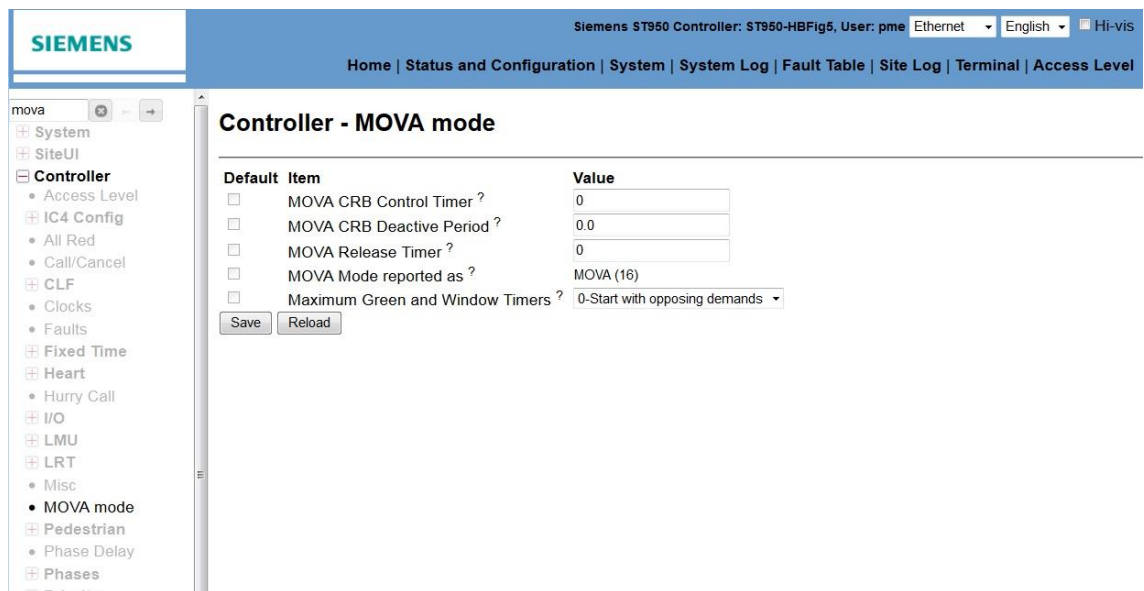 SIEMENS
Siemens ST950 Controller: ST950-HBFig5, User: pme Ethernet English Hi-vis
Home | Status and Configuration | System | System Log | Fault Table | Site Log | Terminal | Access Level
mova
System
SiteUI
Controller
Access Level
IC4 Config
All Red
Call/Cancel
CLF
Clocks
Faults
Fixed Time
Heart
Hurry Call
I/O
LMU
LRT
Misc
MOVA mode
Pedestrian
Phase Delay
Phases
Controller - MOVA mode
Default Item Value
MOVA CRB Control Timer ? 0
MOVA CRB Deactive Period ? 0.0
MOVA Release Timer ? 0
MOVA Mode reported as ? MOVA (16)
Maximum Green and Window Timers ? 0-Start with opposing demands
Save Reload